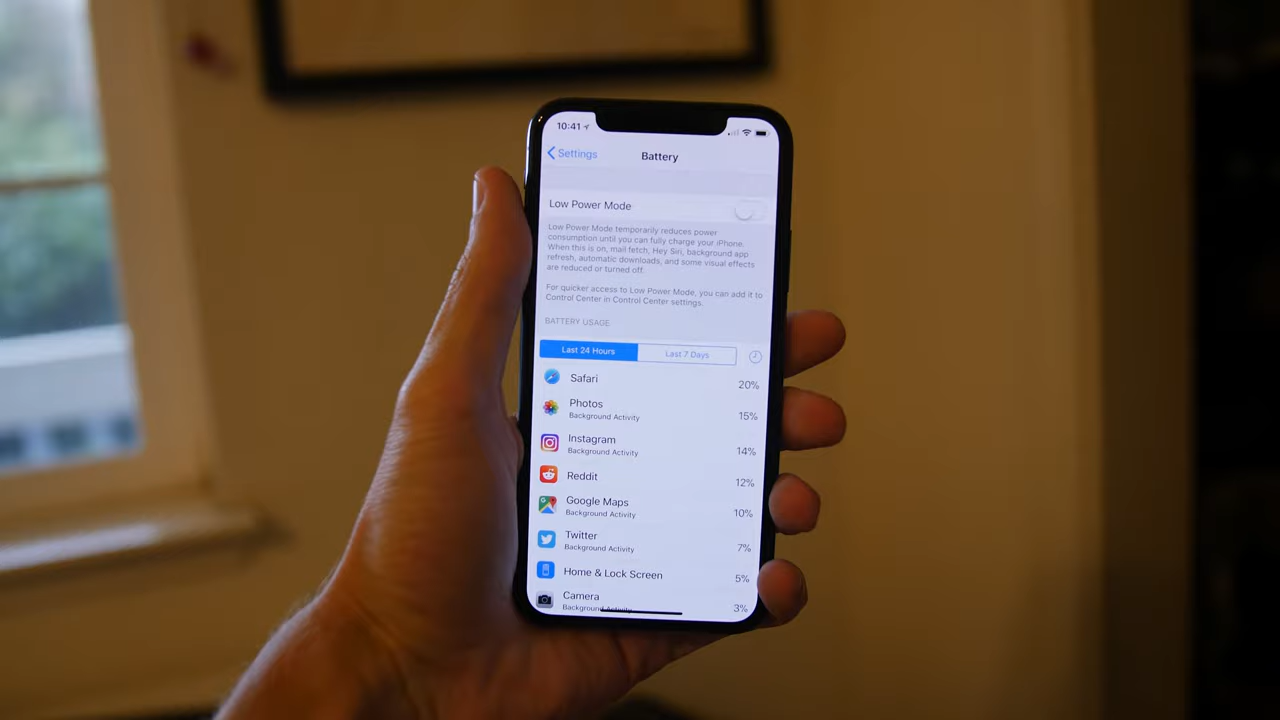 10:41
Settings
Battery
Low Power Mode
Low Power Mode temporarily reduces power
consumption until you can fully charge your iPhone.
When this is on, mail fetch, Hey Siri, background app
refresh, automatic downloads, and some visual effects
are reduced or turned off.
For quicker access to Low Power Mode, you can add it to
Control Center in Control Center settings.
BATTERY USAGE
Last 24 Hours Last 7 Days
Safari 20%
Photos
Background Activity 15%
Instagram
Background Activity 14%
Reddit 12%
Google Maps
Background Activity 10%
Twitter
Background Activity 7%
Home & Lock Screen 5%
Camera
Background Activity 3%